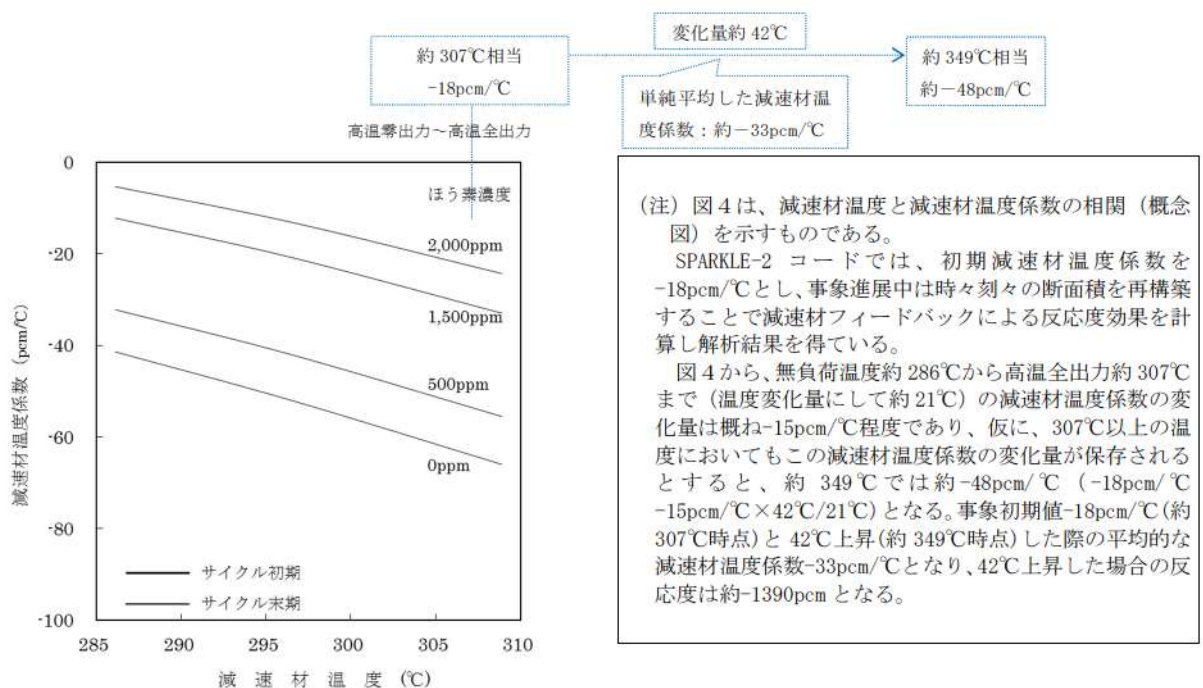 変化量約 42℃
約 307℃相当
-18pcm/℃
約 349℃相当
約－48pcm/℃
単純平均した減速材温
度係数：約－33pcm/℃
高温零出力～高温全出力
0
-20
-40
-60
-80
-100
減速材温度係数 (pcm/℃)
ほう素濃度
2,000ppm
1,500ppm
500ppm
0ppm
サイクル初期
サイクル末期
285
290
295
300
305
310
減 速 材 温 度 (℃)
（注）図４は、減速材温度と減速材温度係数の相関（概念
図）を示すものである。
SPARKLE-2 コードでは、初期減速材温度係数を
-18pcm/℃とし、事象進展中は時々刻々の断面積を再構築
することで減速材フィードバックによる反応度効果を計
算し解析結果を得ている。
図４から、無負荷温度約 286℃から高温全出力約 307℃
まで（温度変化量にして約 21℃）の減速材温度係数の変
化量は概ね-15pcm/℃程度であり、仮に、307℃以上の温
度においてもこの減速材温度係数の変化量が保存される
とすると、約 349℃では約-48pcm/℃（-18pcm/℃
-15pcm/℃×42℃/21℃）となる。事象初期値-18pcm/℃(約
307℃時点)と 42℃上昇(約 349℃時点)した際の平均的な
減速材温度係数-33pcm/℃となり、42℃上昇した場合の反
応度は約-1390pcm となる。